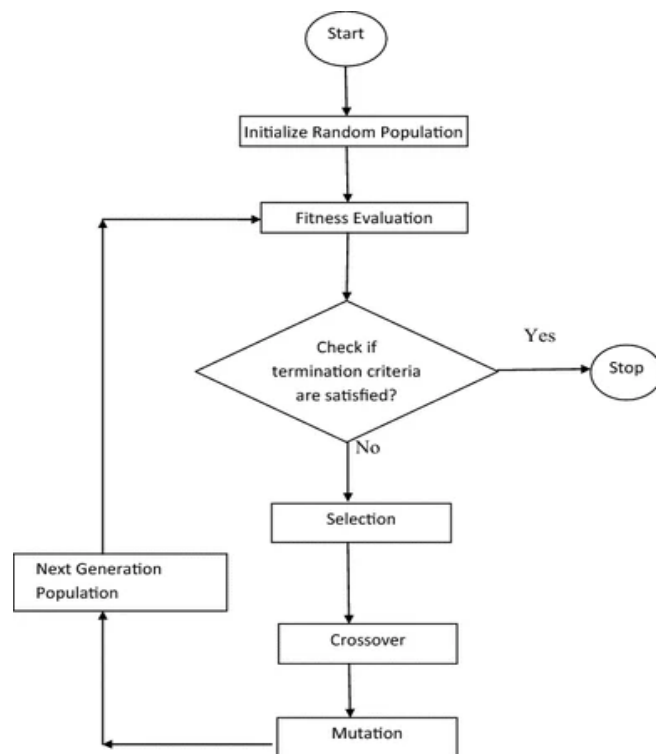 Start
Initialize Random Population
Fitness Evaluation
Check if
termination criteria
are satisfied?
Yes
Stop
No
Selection
Next Generation
Population
Crossover
Mutation